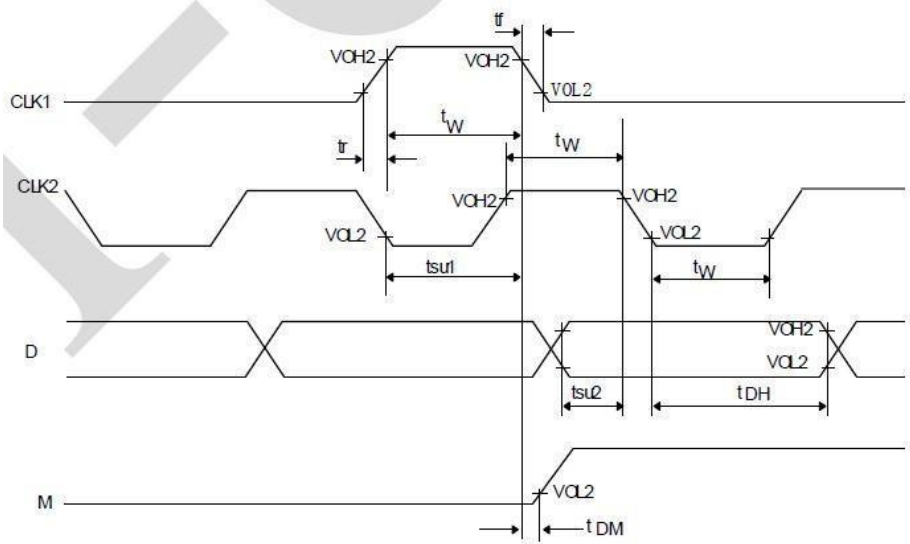 tf
VOH2 VOH2
VOL2
CLK1
tW
tW
tr
CLK2
VOH2 VOH2
VOL2 VOL2
tsu1 tW
D
VOH2
VOL2
tsu2 tDH
M
VOL2
tDM